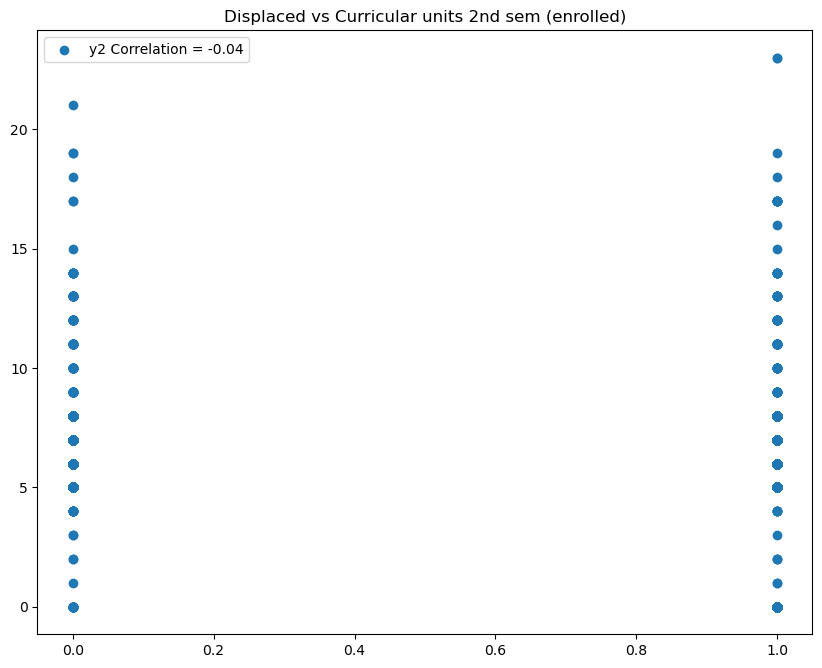 Displaced vs Curricular units 2nd sem (enrolled)
y2 Correlation = -0.04
20
15
10
5
0
0.0 0.2 0.4 0.6 0.8 1.0